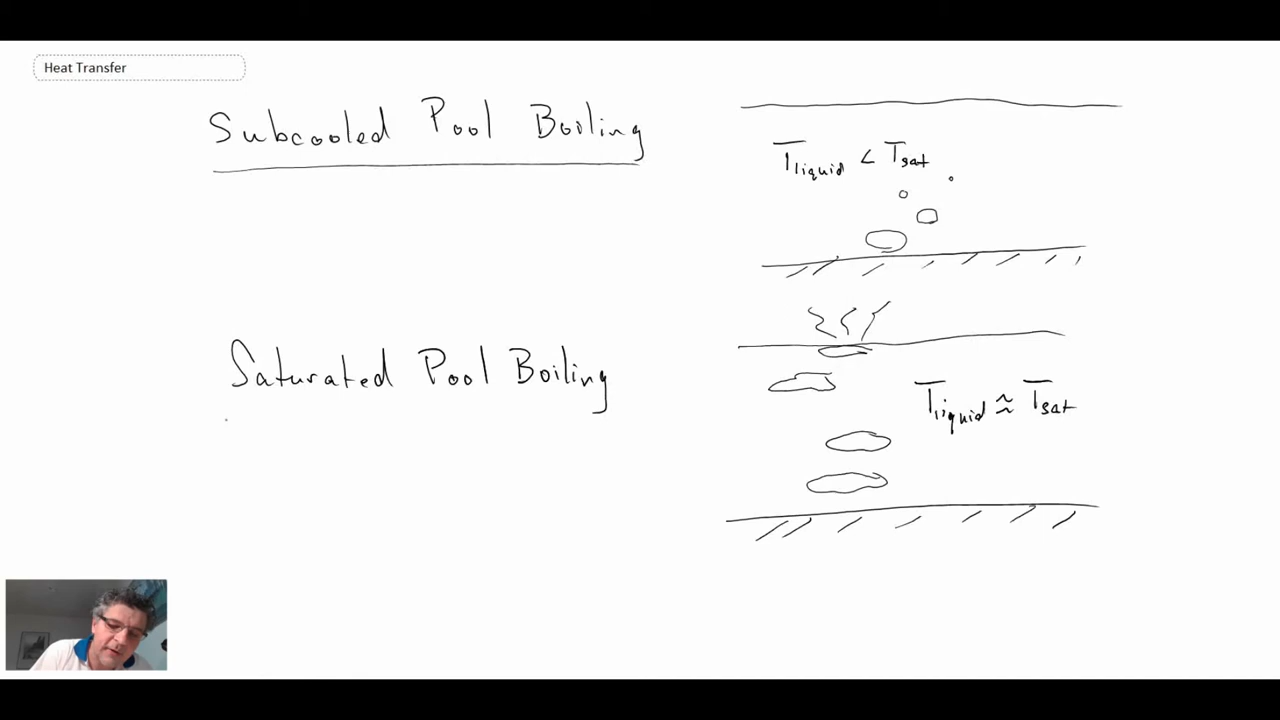 Heat Transfer
Subcooled Pool Boiling
Tliquid < Tsat
Saturated Pool Boiling
Tliquid ≈ Tsat